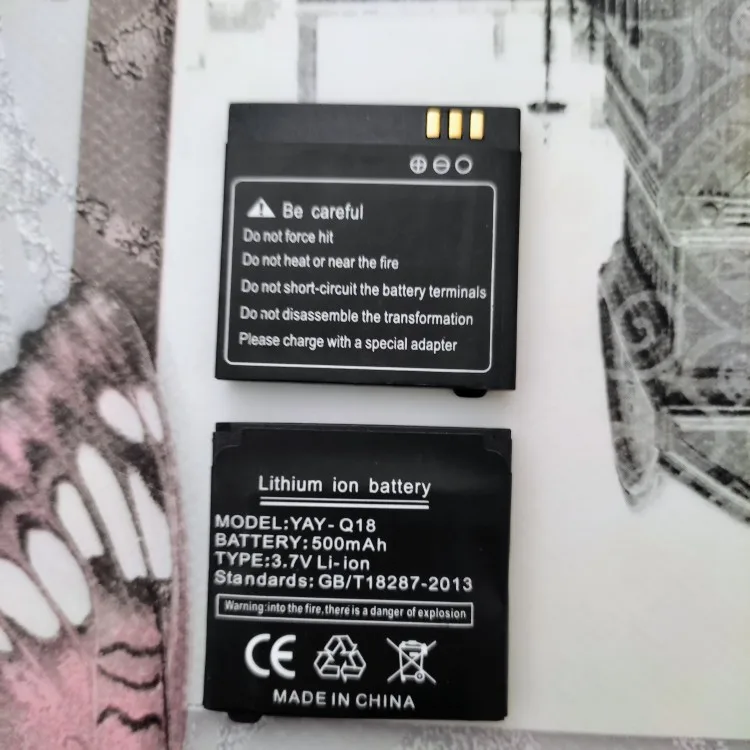 Be careful
Do not force hit
Do not heat or near the fire
Do not short-circuit the battery terminals
Do not disassemble the transformation
Please charge with a special adapter
Lithium ion battery
MODEL:YAY-Q18
BATTERY:500mAh
TYPE:3.7V Li-ion
Standards: GB/T18287-2013
Warning:into the fire,there is a danger of explosion
CE
MADE IN CHINA